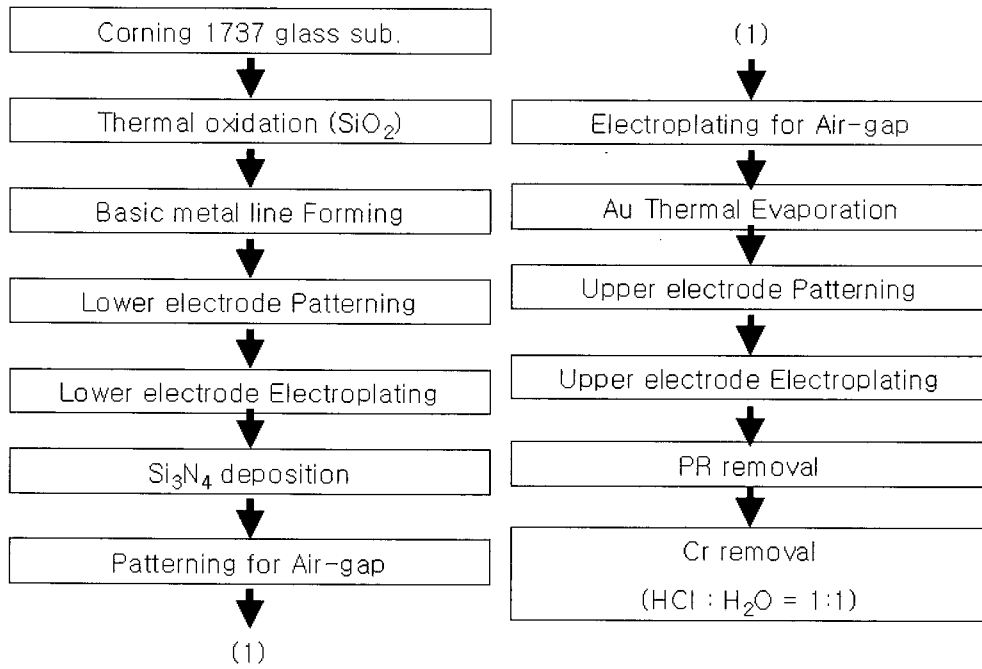 Corning 1737 glass sub.
Thermal oxidation (SiO₂)
Basic metal line Forming
Lower electrode Patterning
Lower electrode Electroplating
Si₃N₄ deposition
Patterning for Air-gap
(1)
(1)
Electroplating for Air-gap
Au Thermal Evaporation
Upper electrode Patterning
Upper electrode Electroplating
PR removal
Cr removal
(HCl : H₂O = 1:1)